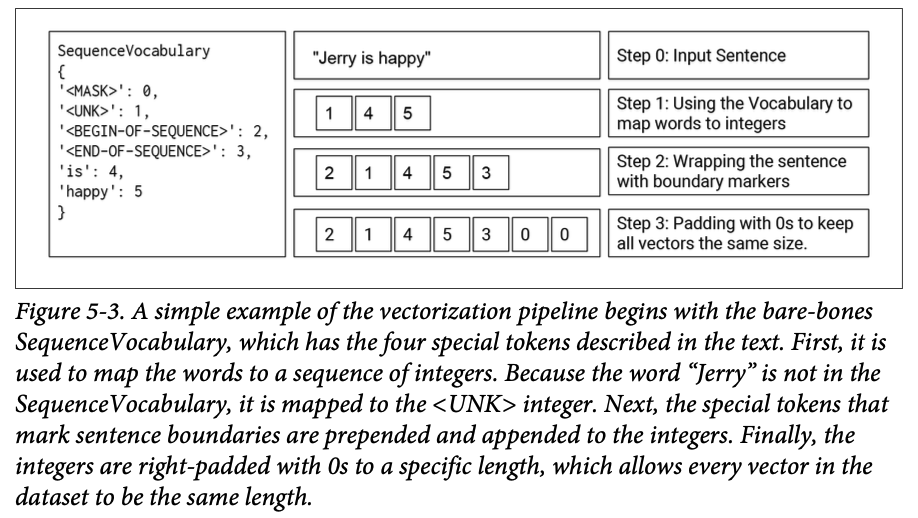 SequenceVocabulary
{
'<MASK>': 0,
'<UNK>': 1,
'<BEGIN-OF-SEQUENCE>': 2,
'<END-OF-SEQUENCE>': 3,
'is': 4,
'happy': 5
}
"Jerry is happy"
Step 0: Input Sentence
1 4 5
Step 1: Using the Vocabulary to
map words to integers
2 1 4 5 3
Step 2: Wrapping the sentence
with boundary markers
2 1 4 5 3 0 0
Step 3: Padding with 0s to keep
all vectors the same size.
Figure 5-3. A simple example of the vectorization pipeline begins with the bare-bones
SequenceVocabulary, which has the four special tokens described in the text. First, it is
used to map the words to a sequence of integers. Because the word “Jerry” is not in the
SequenceVocabulary, it is mapped to the <UNK> integer. Next, the special tokens that
mark sentence boundaries are prepended and appended to the integers. Finally, the
integers are right-padded with 0s to a specific length, which allows every vector in the
dataset to be the same length.